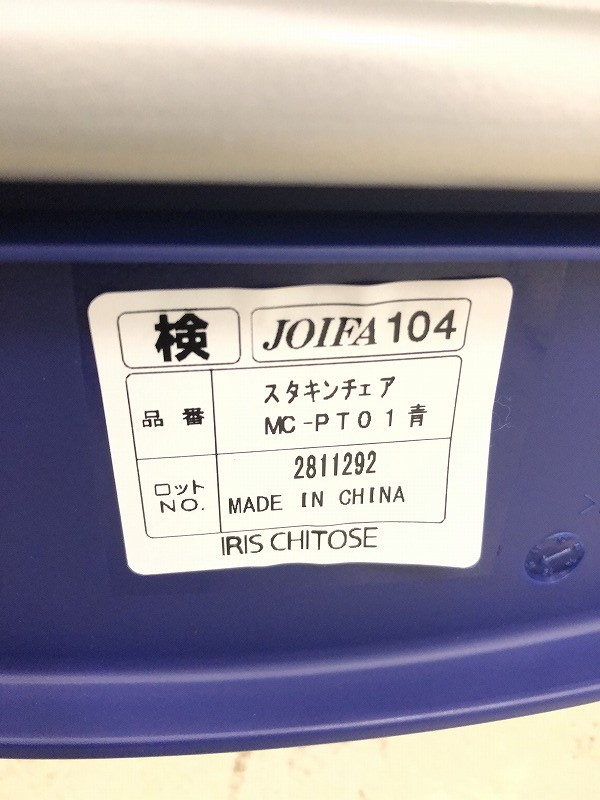 検 JOIFA 104
品番 スタキンチェア
MC-PT01青
ロット
NO. 2811292
MADE IN CHINA
IRIS CHITOSE